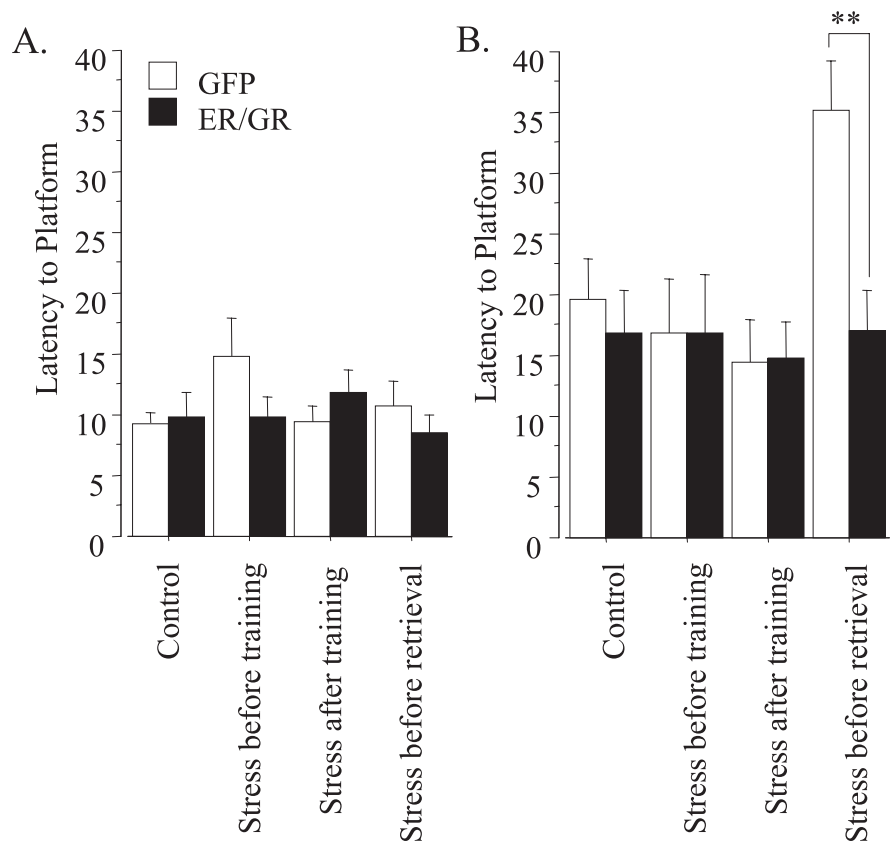 A.
GFP
ER/GR
Latency to Platform
40
35
30
25
20
15
10
5
0
Control
Stress before training
Stress after training
Stress before retrieval
B.
**
Latency to Platform
40
35
30
25
20
15
10
5
0
Control
Stress before training
Stress after training
Stress before retrieval